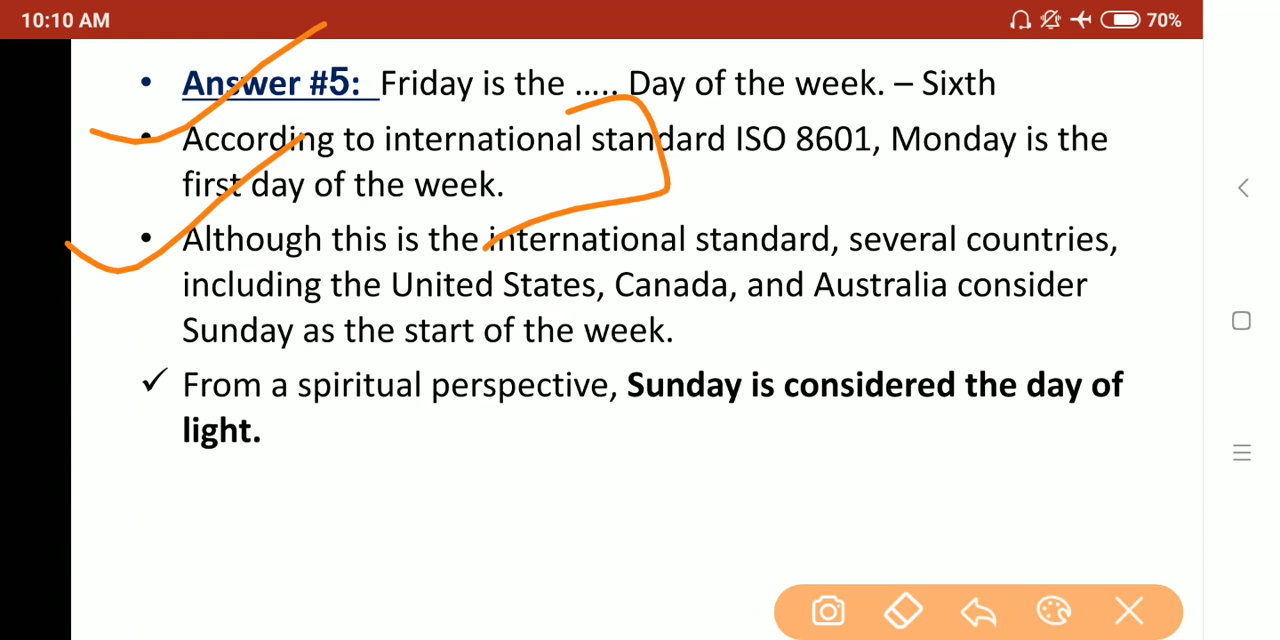 10:10 AM 70%
• Answer #5: Friday is the ..... Day of the week. – Sixth
• According to international standard ISO 8601, Monday is the
first day of the week.
• Although this is the international standard, several countries,
including the United States, Canada, and Australia consider
Sunday as the start of the week.
✓ From a spiritual perspective, Sunday is considered the day of
light.